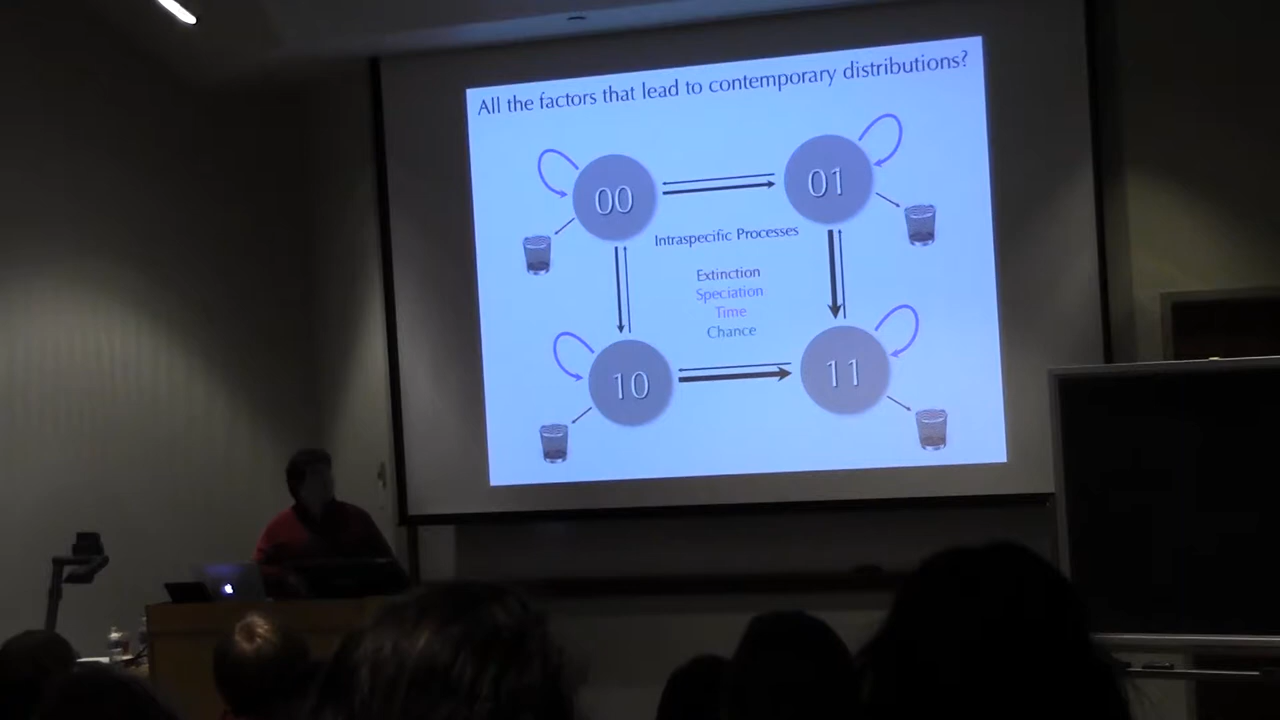 All the factors that lead to contemporary distributions?
00
01
Intraspecific Processes
Extinction
Speciation
Time
Chance
10
11